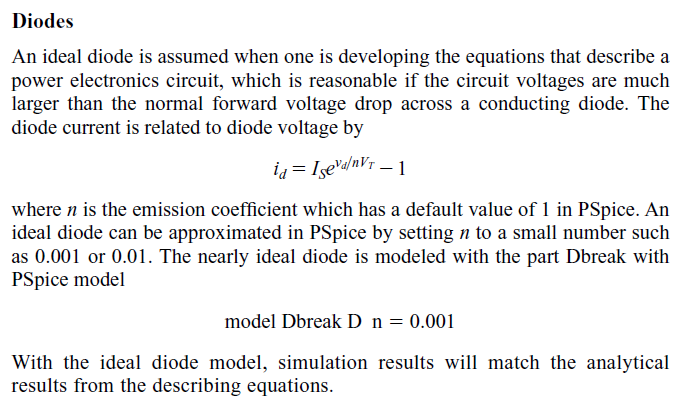 Diodes
An ideal diode is assumed when one is developing the equations that describe a
power electronics circuit, which is reasonable if the circuit voltages are much
larger than the normal forward voltage drop across a conducting diode. The
diode current is related to diode voltage by
i_d = I_S e^{v_d/nV_T} − 1
where n is the emission coefficient which has a default value of 1 in PSpice. An
ideal diode can be approximated in PSpice by setting n to a small number such
as 0.001 or 0.01. The nearly ideal diode is modeled with the part Dbreak with
PSpice model
model Dbreak D n = 0.001
With the ideal diode model, simulation results will match the analytical
results from the describing equations.